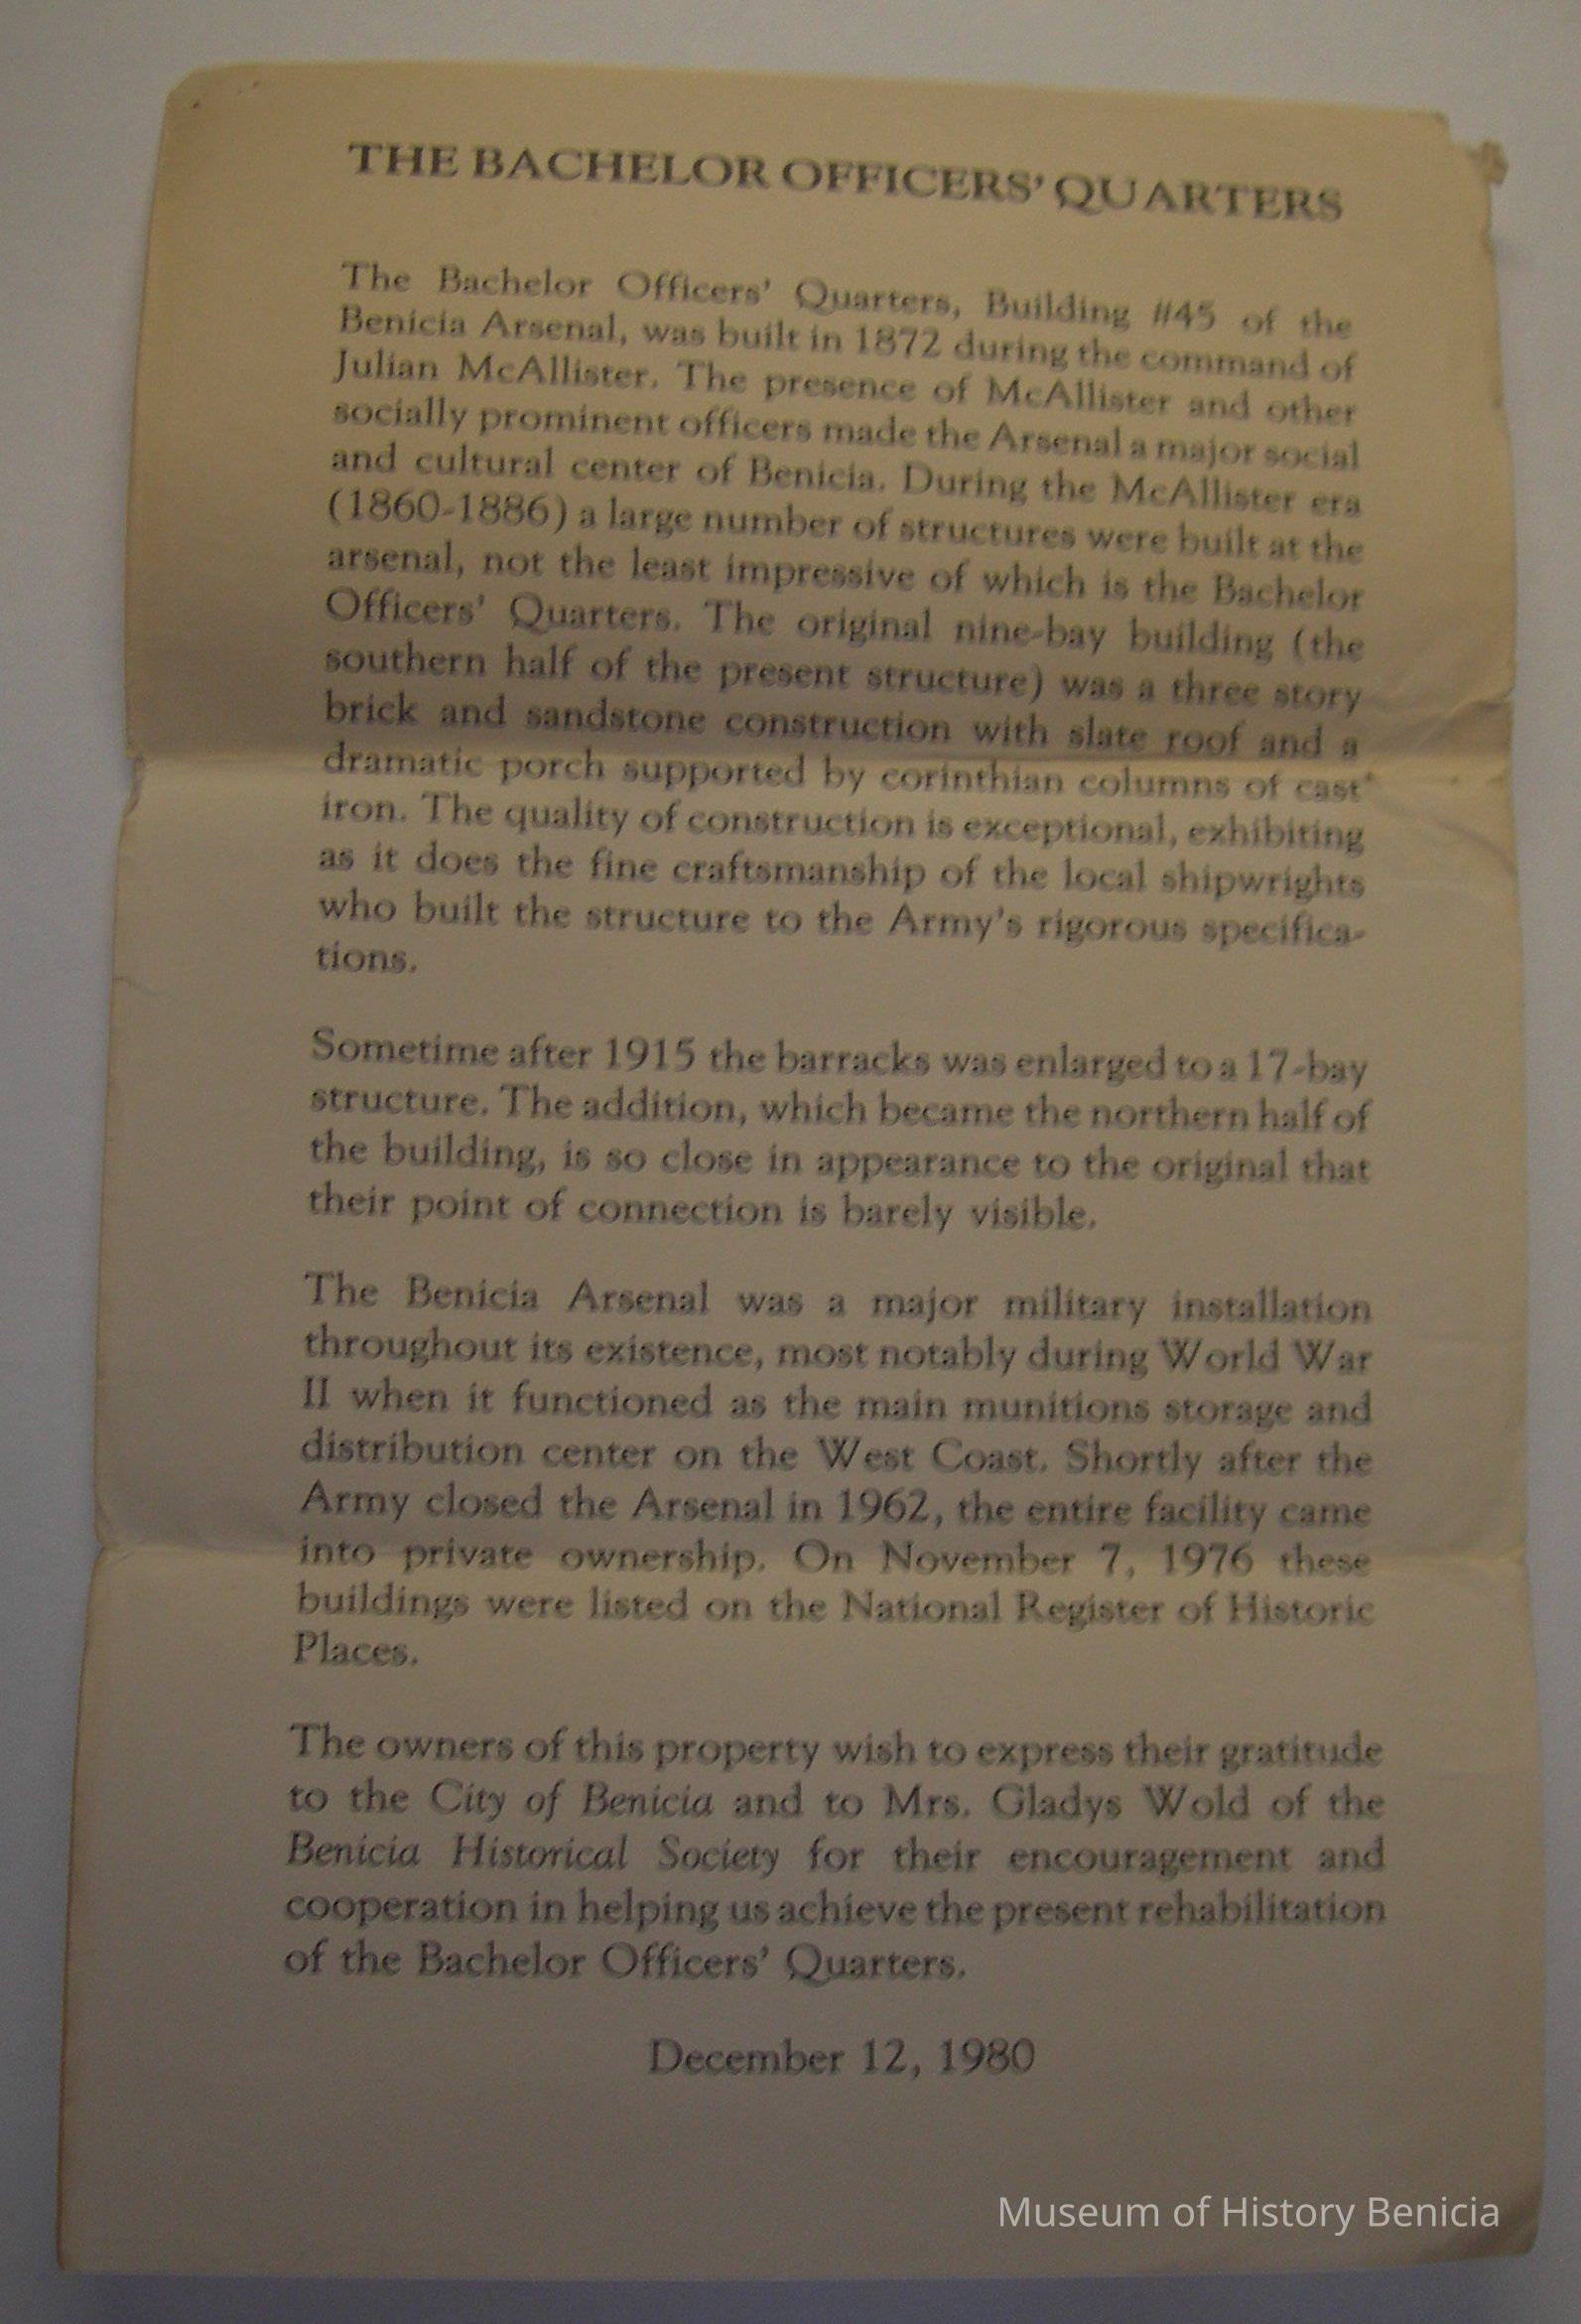 THE BACHELOR OFFICERS' QUARTERS
The Bachelor Officers' Quarters, Building #45 of the
Benicia Arsenal, was built in 1872 during the command of
Julian McAllister. The presence of McAllister and other
socially prominent officers made the Arsenal a major social
and cultural center of Benicia. During the McAllister era
(1860-1886) a large number of structures were built at the
arsenal, not the least impressive of which is the Bachelor
Officers' Quarters. The original nine-bay building (the
southern half of the present structure) was a three story
brick and sandstone construction with slate roof and a
dramatic porch supported by corinthian columns of cast
iron. The quality of construction is exceptional, exhibiting
as it does the fine craftsmanship of the local shipwrights
who built the structure to the Army's rigorous specifica-
tions.
Sometime after 1915 the barracks was enlarged to a 17-bay
structure. The addition, which became the northern half of
the building, is so close in appearance to the original that
their point of connection is barely visible.
The Benicia Arsenal was a major military installation
throughout its existence, most notably during World War
II when it functioned as the main munitions storage and
distribution center on the West Coast. Shortly after the
Army closed the Arsenal in 1962, the entire facility came
into private ownership. On November 7, 1976 these
buildings were listed on the National Register of Historic
Places.
The owners of this property wish to express their gratitude
to the City of Benicia and to Mrs. Gladys Wold of the
Benicia Historical Society for their encouragement and
cooperation in helping us achieve the present rehabilitation
of the Bachelor Officers' Quarters.
December 12, 1980
Museum of History Benicia